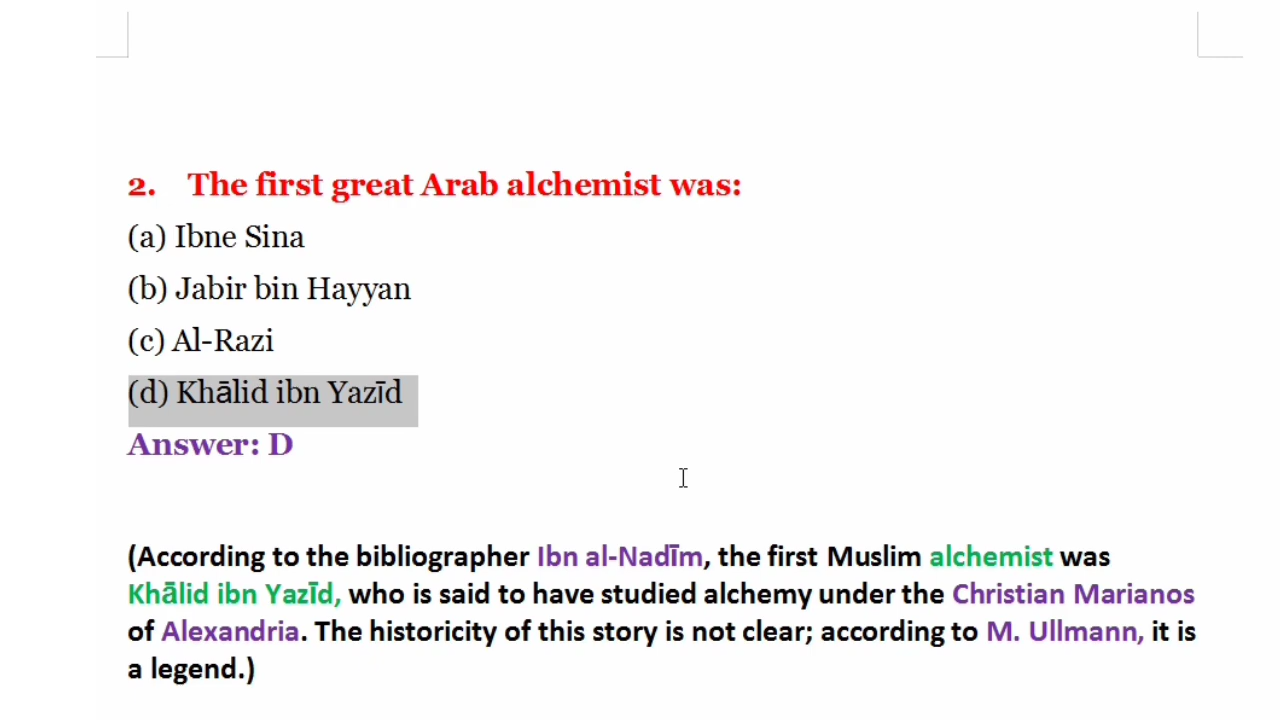 2. The first great Arab alchemist was:
(a) Ibne Sina
(b) Jabir bin Hayyan
(c) Al-Razi
(d) Khālid ibn Yazīd
Answer: D
(According to the bibliographer Ibn al-Nadīm, the first Muslim alchemist was
Khālid ibn Yazīd, who is said to have studied alchemy under the Christian Marianos
of Alexandria. The historicity of this story is not clear; according to M. Ullmann, it is
a legend.)